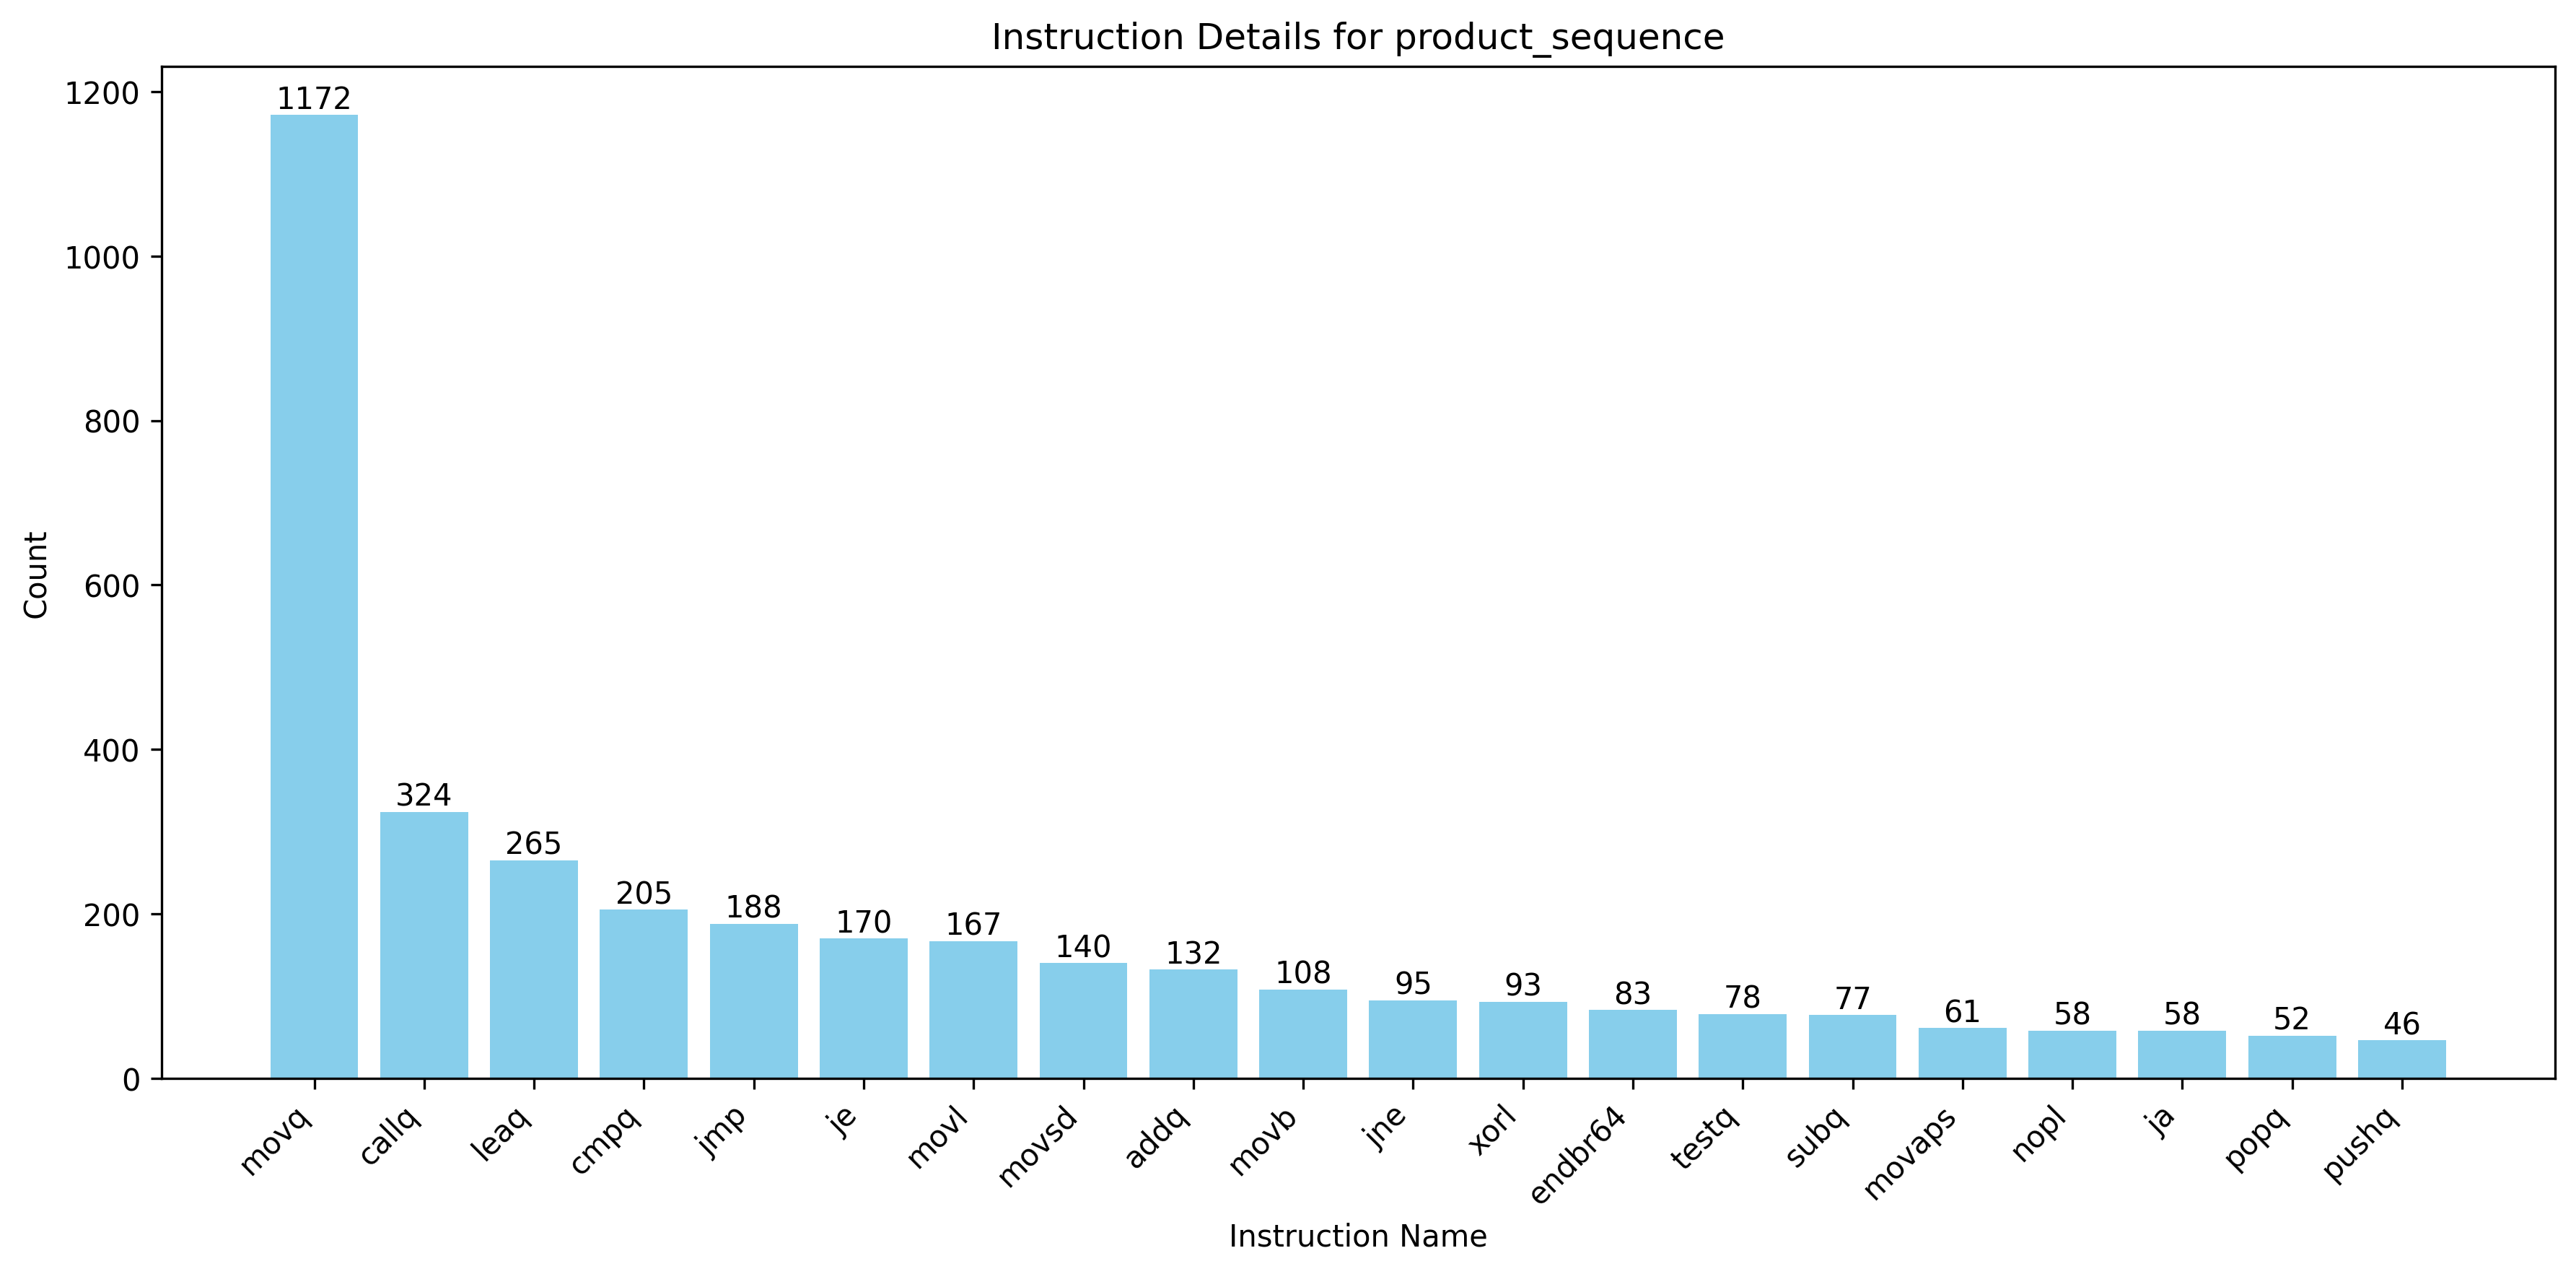 Instruction Details for product_sequence
1200
1000
800
600
400
200
0
Count
1172
324
265
205
188
170
167
140
132
108
95
93
83
78
77
61
58
58
52
46
movq
callq
leaq
cmpq
jmp
je
movl
movsd
addq
movb
jne
xorl
endbr64
testq
subq
movaps
nopl
ja
popq
pushq
Instruction Name